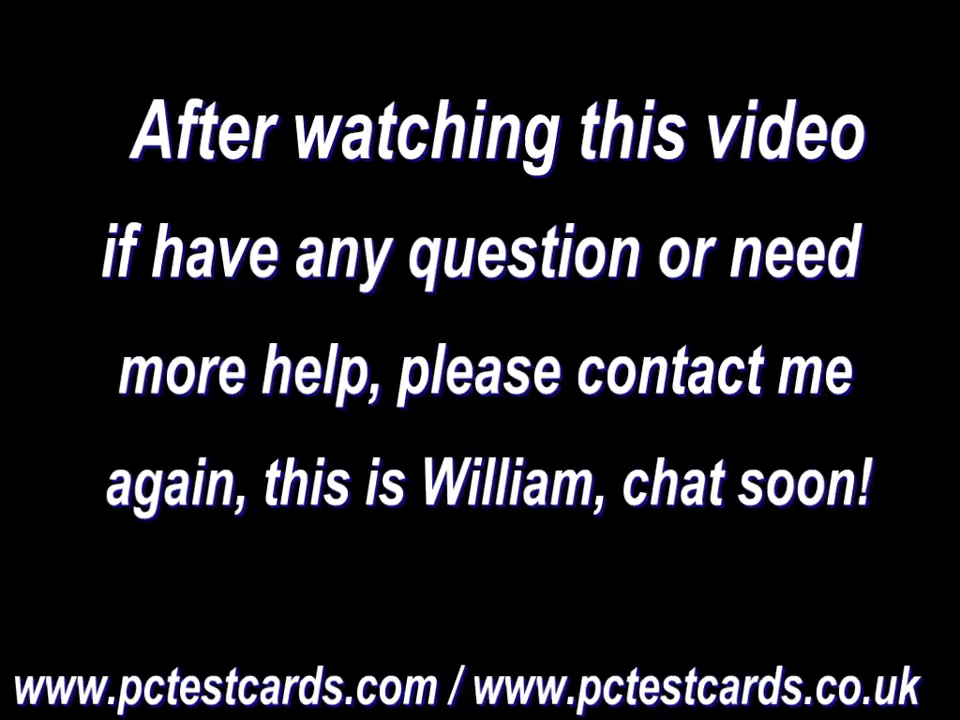 After watching this video
if have any question or need
more help, please contact me
again, this is William, chat soon!
www.pctestcards.com / www.pctestcards.co.uk